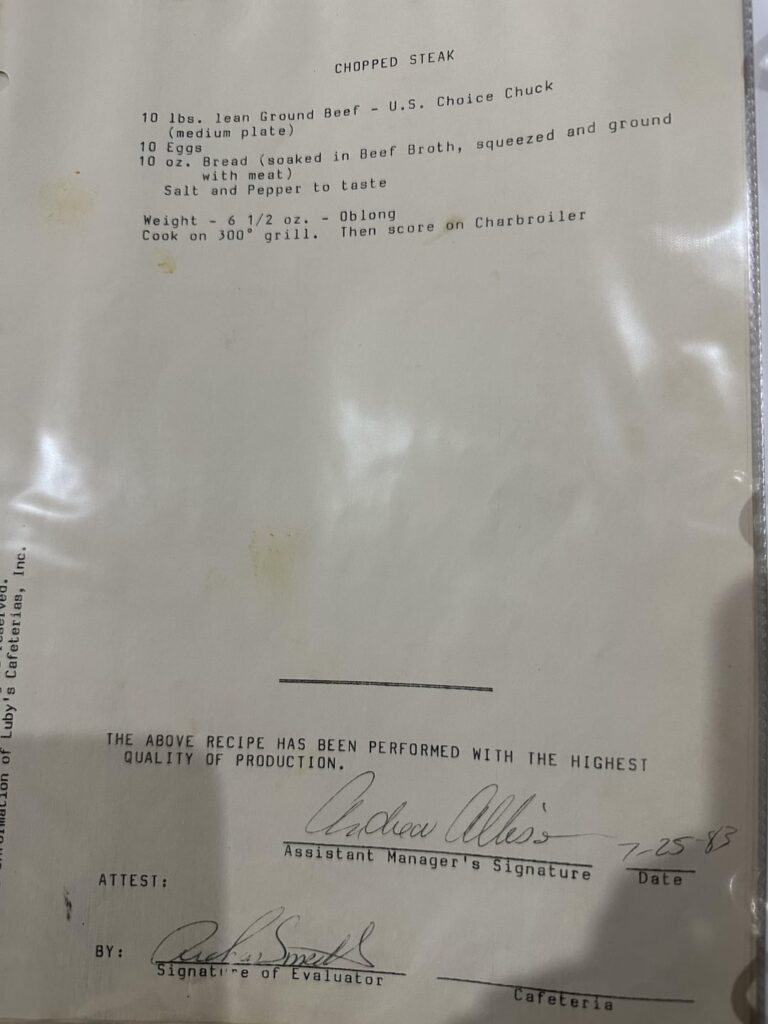 CHOPPED STEAK
10 lbs. lean Ground Beef - U.S. Choice Chuck
(medium plate)
10 Eggs
10 oz. Bread (soaked in Beef Broth, squeezed and ground
with meat)
Salt and Pepper to taste
Weight - 6 1/2 oz. - Oblong
Cook on 300° grill. Then score on Charbroiler
of Luby's Cafeterias, Inc.
THE ABOVE RECIPE HAS BEEN PERFORMED WITH THE HIGHEST
QUALITY OF PRODUCTION.
Andrew Allison 7-25-83
Assistant Manager's Signature Date
ATTEST:
BY:
Signature of Evaluator
Cafeteria